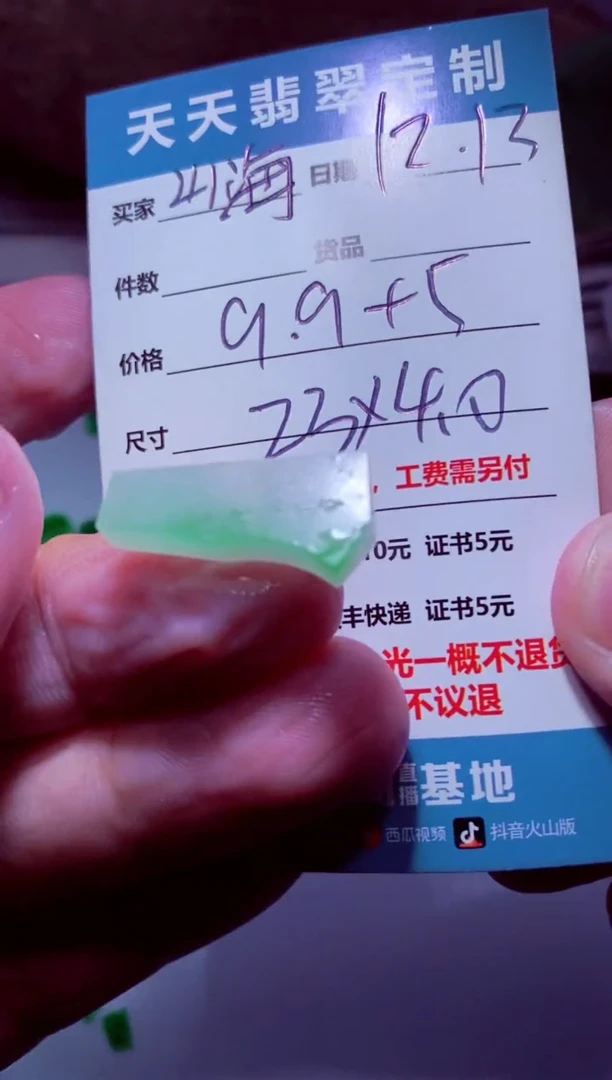 天天翡翠定制
买家 山海 日期 12.13
件数 货品
价格 9.9+5
尺寸 23×4.0
，工费需另付
10元 证书5元
丰快递 证书5元
光一概不退货
不议退
直播基地
西瓜视频 抖音火山版